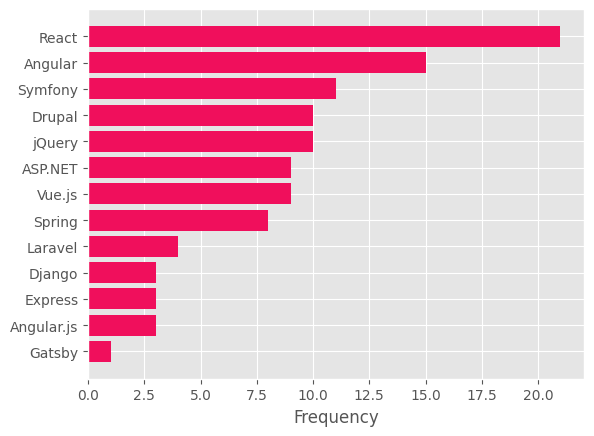 React
Angular
Symfony
Drupal
jQuery
ASP.NET
Vue.js
Spring
Laravel
Django
Express
Angular.js
Gatsby
0.0 2.5 5.0 7.5 10.0 12.5 15.0 17.5 20.0
Frequency